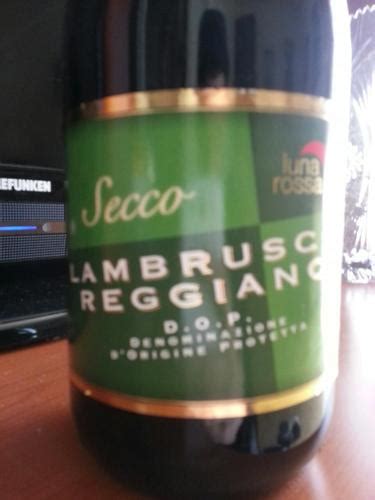 EFUNKEN
Secco
luna
rossa
LAMBRUSC
REGGIANO
D.O.P.
DENOMINAZIONE
D'ORIGINE PROTETTA